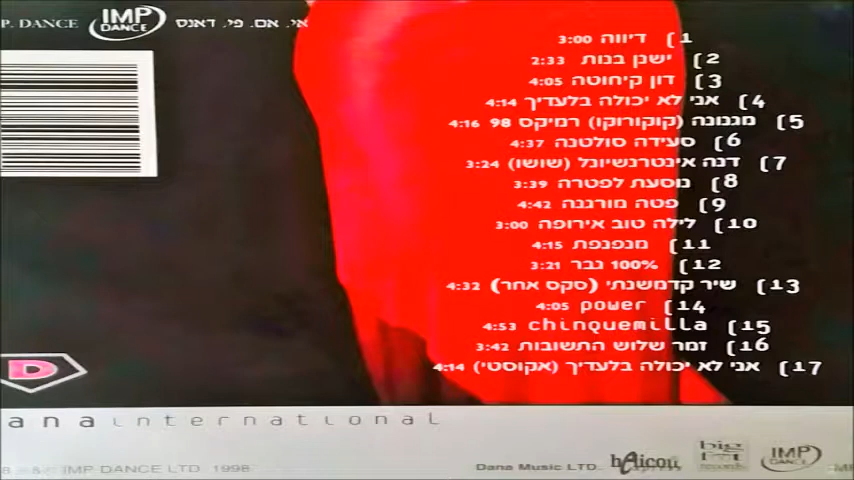 P. DANCE IMP DANCE אי. אם. פי. דאנס
1) דיווה 3:00
2) ישנן בנות 2:33
3) דון קיחוטה 4:05
4) אני לא יכולה בלעדיך 4:14
5) מגנונה (קוקורוקו) רמיקס 98 4:16
6) סעידה סולטנה 4:37
7) דנה אינטרנשיונל (שושו) 3:24
8) נוסעת לפטרה 3:39
9) פטה מורגנה 4:42
10) לילה טוב אירופה 3:00
11) מנפנפת 4:15
12) 100% גבר 3:21
13) שיר קדמשנתי (סקס אחר) 4:32
14) power 4:05
15) chinquemilla 4:53
16) זמר שלוש התשובות 3:42
17) אני לא יכולה בלעדיך (אקוסטי) 4:14
D
ana international
IMP DANCE LTD 1998
Dana Music LTD. helicon big records IMP DANCE